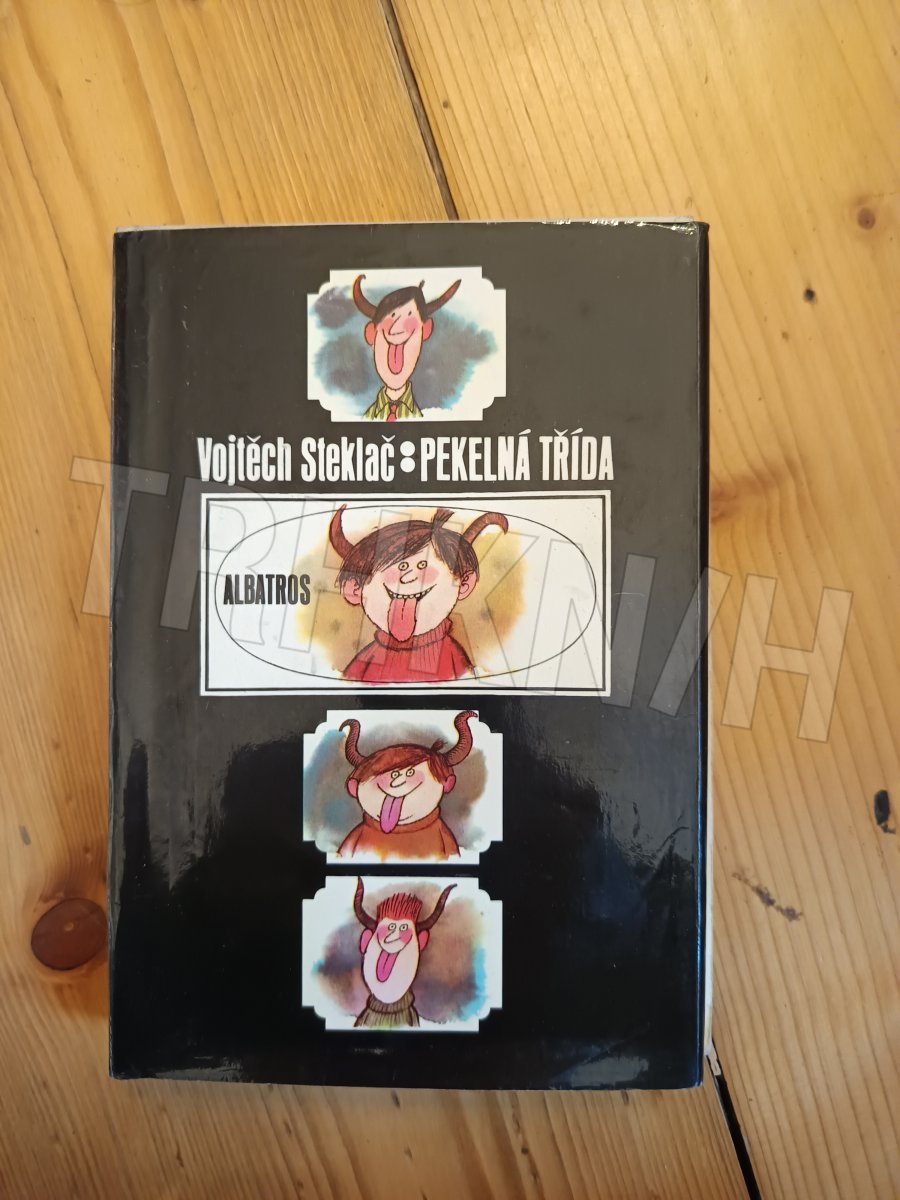 Vojtěch Steklač: PEKELNÁ TŘÍDA
ALBATROS
TRHKNIH